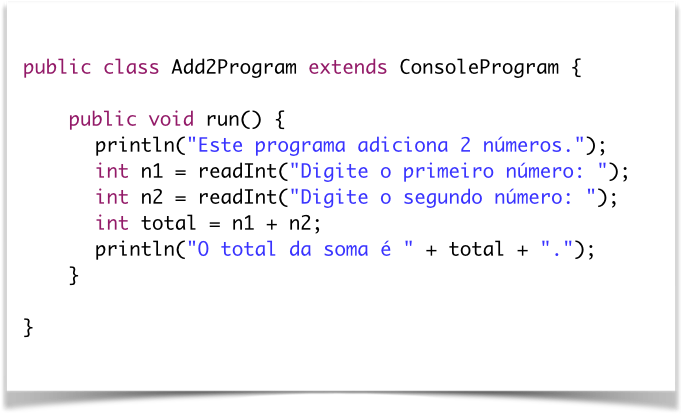 public class Add2Program extends ConsoleProgram {
public void run() {
println("Este programa adiciona 2 números.");
int n1 = readInt("Digite o primeiro número: ");
int n2 = readInt("Digite o segundo número: ");
int total = n1 + n2;
println("O total da soma é " + total + ".");
}
}